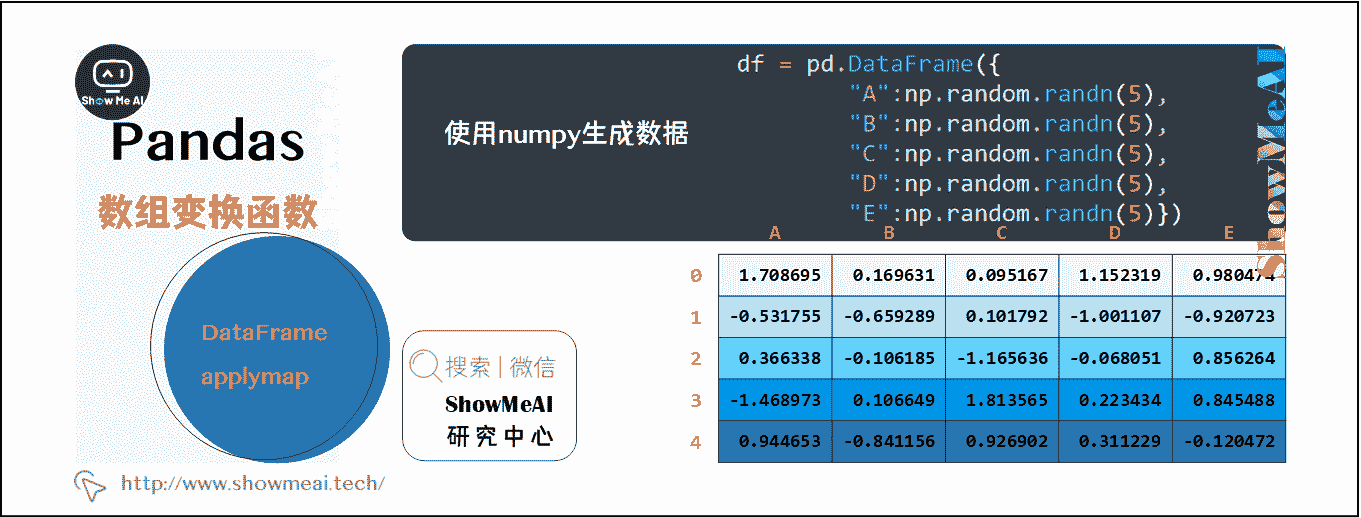 Show Me AI
Pandas
数组变换函数
DataFrame
applymap
http://www.showmeai.tech/
使用numpy生成数据
df = pd.DataFrame({
"A":np.random.randn(5),
"B":np.random.randn(5),
"C":np.random.randn(5),
"D":np.random.randn(5),
"E":np.random.randn(5)})
ShowMeAI
搜索 | 微信
ShowMeAI
研究中心
A B C D E
0 1.708695 0.169631 0.095167 1.152319 0.980474
1 -0.531755 -0.659289 0.101792 -1.001107 -0.920723
2 0.366338 -0.106185 -1.165636 -0.068051 0.856264
3 -1.468973 0.106649 1.813565 0.223434 0.845488
4 0.944653 -0.841156 0.926902 0.311229 -0.120472